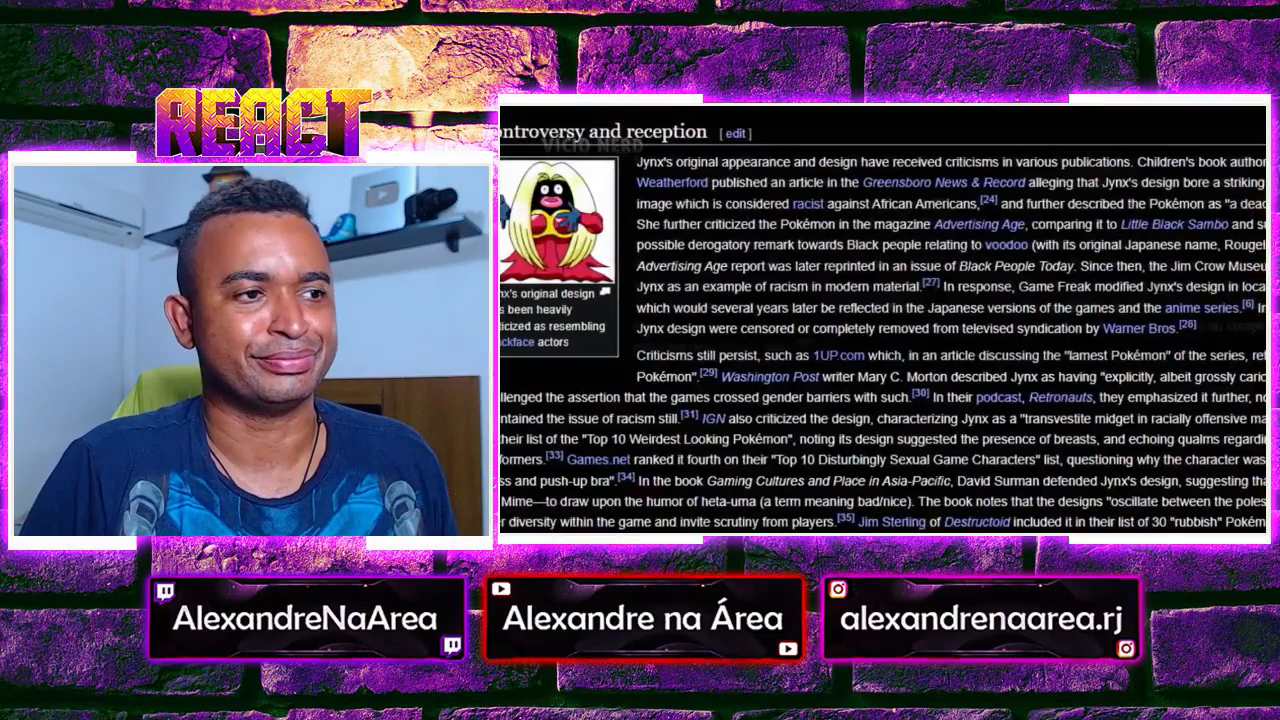 REACT
ntroversy and reception [ edit ]
VICIO NERD
Jynx's original appearance and design have received criticisms in various publications. Children's book author
Weatherford published an article in the Greensboro News & Record alleging that Jynx's design bore a striking
image which is considered racist against African Americans,[24] and further described the Pokémon as "a dead
She further criticized the Pokémon in the magazine Advertising Age, comparing it to Little Black Sambo and su
possible derogatory remark towards Black people relating to voodoo (with its original Japanese name, Rougel
Advertising Age report was later reprinted in an issue of Black People Today. Since then, the Jim Crow Museu
Jynx as an example of racism in modern material.[27] In response, Game Freak modified Jynx's design in loca
which would several years later be reflected in the Japanese versions of the games and the anime series.[6] In
Jynx design were censored or completely removed from televised syndication by Warner Bros.[28]
nx's original design
s been heavily
ticized as resembling
ackface actors
Criticisms still persist, such as 1UP.com which, in an article discussing the "lamest Pokémon" of the series, ref
Pokémon".[29] Washington Post writer Mary C. Morton described Jynx as having "explicitly, albeit grossly caric
llenged the assertion that the games crossed gender barriers with such.[30] In their podcast, Retronauts, they emphasized it further, no
ntained the issue of racism still.[31] IGN also criticized the design, characterizing Jynx as a "transvestite midget in racially offensive ma
heir list of the "Top 10 Weirdest Looking Pokémon", noting its design suggested the presence of breasts, and echoing qualms regardi
formers.[33] Games.net ranked it fourth on their "Top 10 Disturbingly Sexual Game Characters" list, questioning why the character was
ss and push-up bra".[34] In the book Gaming Cultures and Place in Asia-Pacific, David Surman defended Jynx's design, suggesting tha
Mime—to draw upon the humor of heta-uma (a term meaning bad/nice). The book notes that the designs "oscillate between the poles
r diversity within the game and invite scrutiny from players.[35] Jim Sterling of Destructoid included it in their list of 30 "rubbish" Pokém
AlexandreNaArea
Alexandre na Área
alexandrenaarea.rj